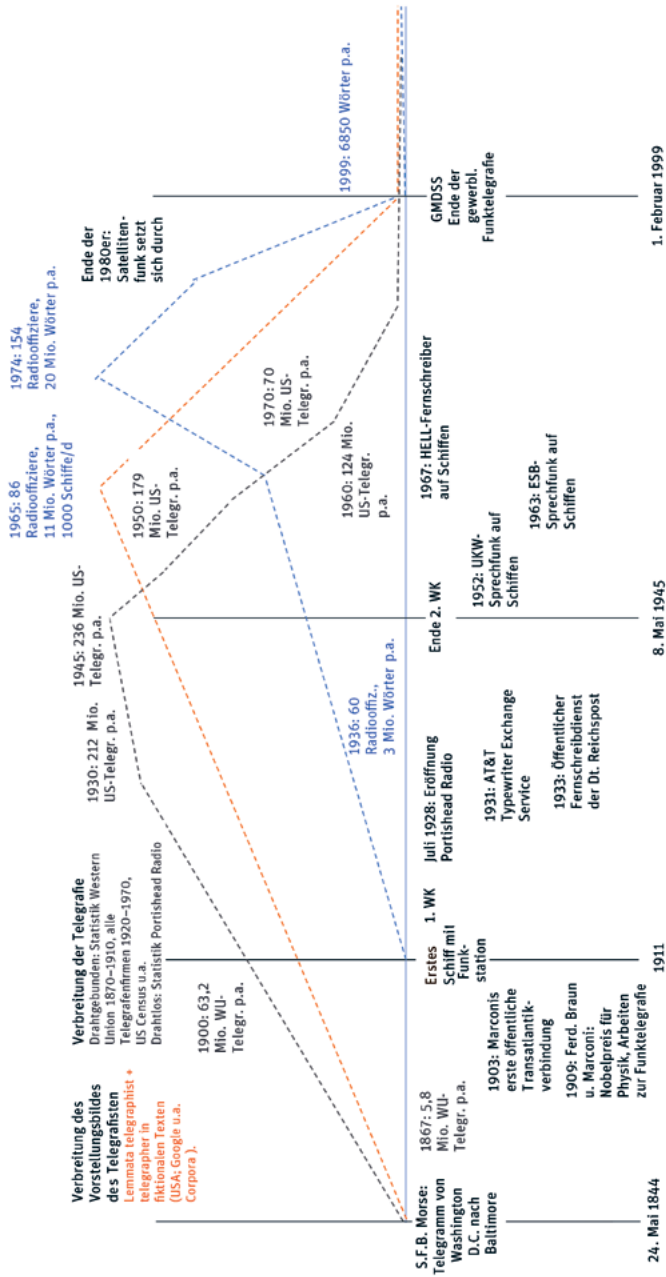 Verbreitung des
Vorstellungsbildes
des Telegrafisten
Lemmata telegraphist +
telegrapher in
fiktionalen Texten
(USA; Google u.a.
Corpora ).
Verbreitung der Telegrafie
Drahtgebunden: Statistik Western
Union 1870–1910, alle
Telegrafenfirmen 1920–1970,
US Census u.a.
Drahtlos: Statistik Portishead Radio
1900: 63,2
Mio. WU-
Telegr. p.a.
1930: 212 Mio.
US-Telegr. p.a.
1945: 236 Mio. US-
Telegr. p.a.
1965: 86
Radiooffiziere,
11 Mio. Wörter p.a.,
1000 Schiffe/d
1974: 154
Radiooffiziere,
20 Mio. Wörter p.a.
Ende der
1980er:
Satelliten-
funk setzt
sich durch
1950: 179
Mio. US-
Telegr. p.a.
1970: 70
Mio. US-
Telegr. p.a.
1960: 124 Mio.
US-Telegr.
p.a.
1936: 60
Radiooffiz.,
3 Mio. Wörter p.a.
1999: 6850 Wörter p.a.
1867: 5,8
Mio. WU-
Telegr. p.a.
S.F.B. Morse:
Telegramm von
Washington
D.C. nach
Baltimore
Erstes
Schiff mit
Funk-
station
1. WK
Juli 1928: Eröffnung
Portishead Radio
Ende 2. WK
1967: HELL-Fernschreiber
auf Schiffen
GMDSS
Ende der
gewerbl.
Funktelegrafie
1903: Marconis
erste öffentliche
Transatlantik-
verbindung
1909: Ferd. Braun
u. Marconi:
Nobelpreis für
Physik, Arbeiten
zur Funktelegrafie
1931: AT&T
Typewriter Exchange
Service
1933: Öffentlicher
Fernschreibdienst
der Dt. Reichspost
1952: UKW-
Sprechfunk auf
Schiffen
1963: ESB-
Sprechfunk auf
Schiffen
24. Mai 1844
1911
8. Mai 1945
1. Februar 1999